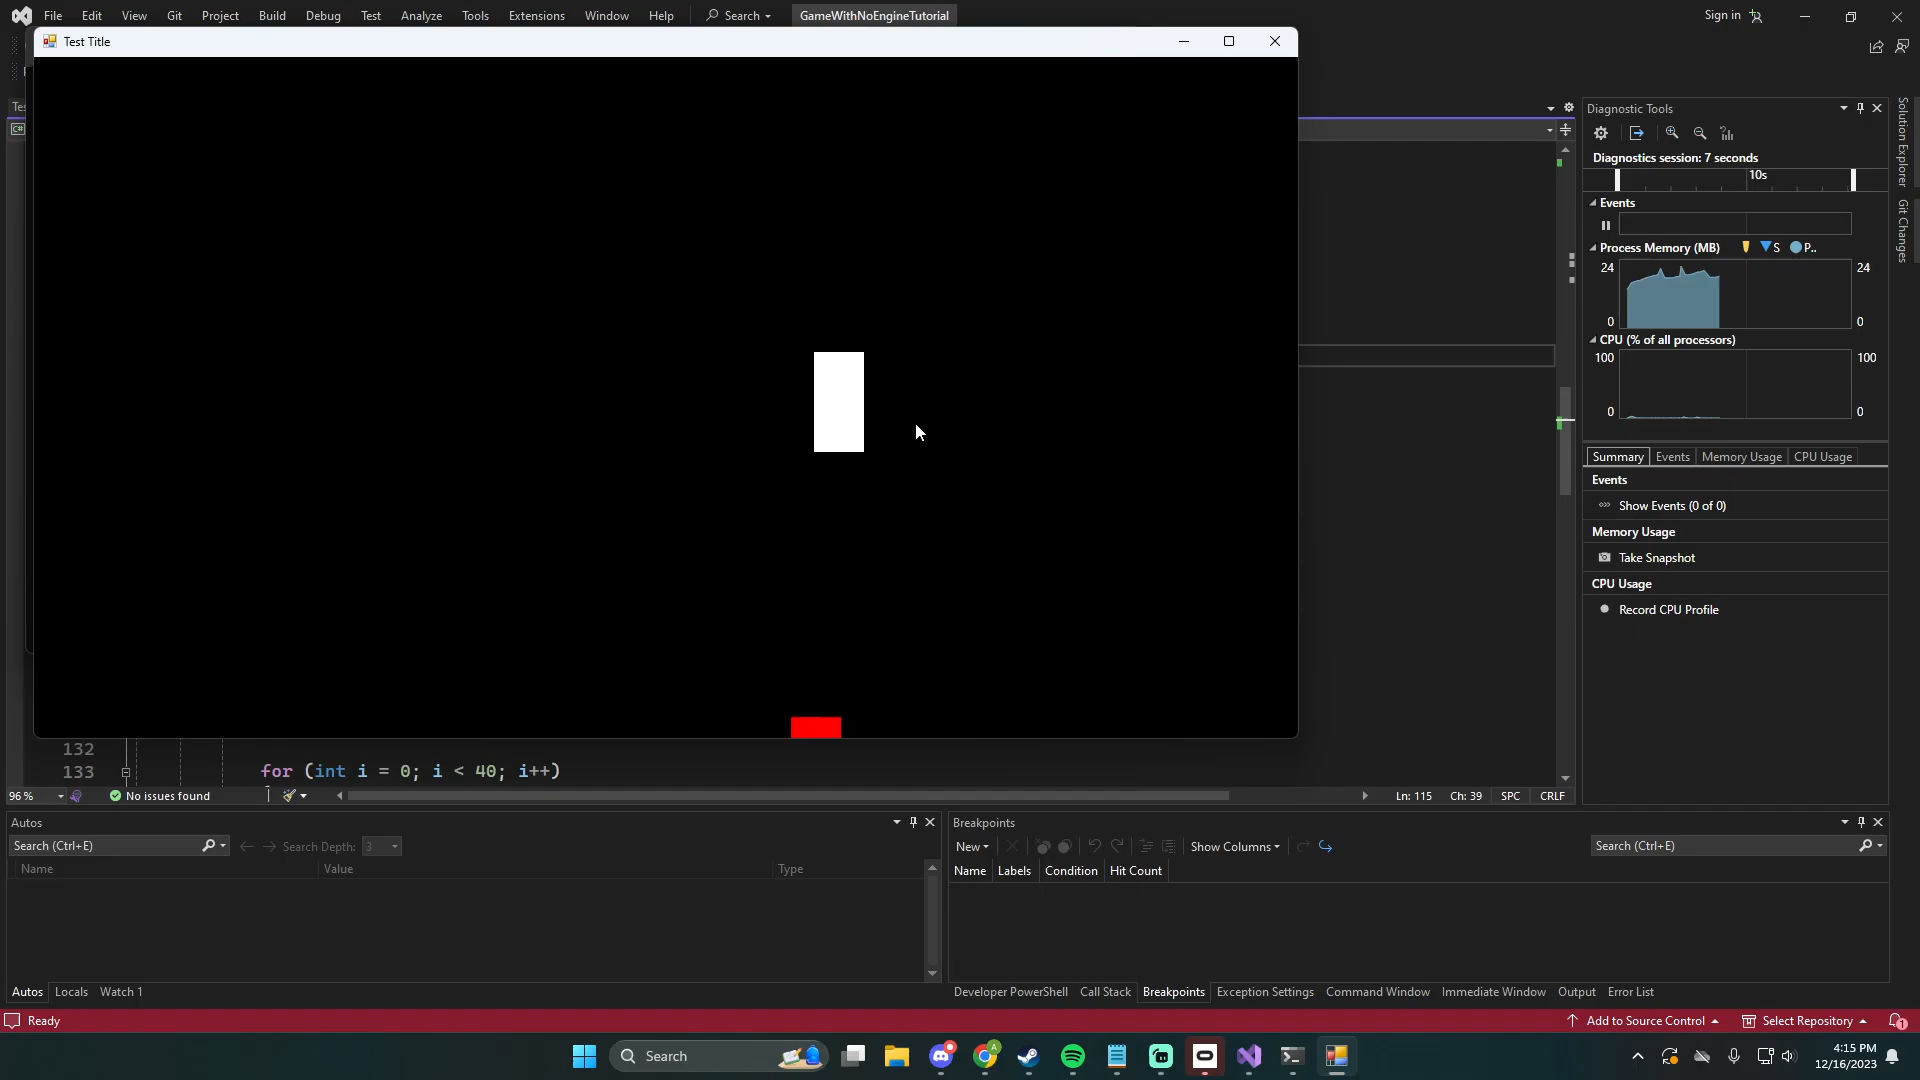 File Edit View Git Project Build Debug Test Analyze Tools Extensions Window Help Search GameWithNoEngineTutorial Sign in
Test Title
Diagnostic Tools
Diagnostics session: 7 seconds
10s
Events
Process Memory (MB) S P..
24 24
0 0
CPU (% of all processors)
100 100
0 0
Summary Events Memory Usage CPU Usage
Events
Show Events (0 of 0)
Memory Usage
Take Snapshot
CPU Usage
Record CPU Profile
Solution Explorer
Git Changes
132
133 for (int i = 0; i < 40; i++)
96 % No issues found Ln: 115 Ch: 39 SPC CRLF
Autos
Search (Ctrl+E) Search Depth: 3
Name Value Type
Autos Locals Watch 1
Breakpoints
New Show Columns Search (Ctrl+E)
Name Labels Condition Hit Count
Developer PowerShell Call Stack Breakpoints Exception Settings Command Window Immediate Window Output Error List
Ready Add to Source Control Select Repository 1
Search
4:15 PM
12/16/2023